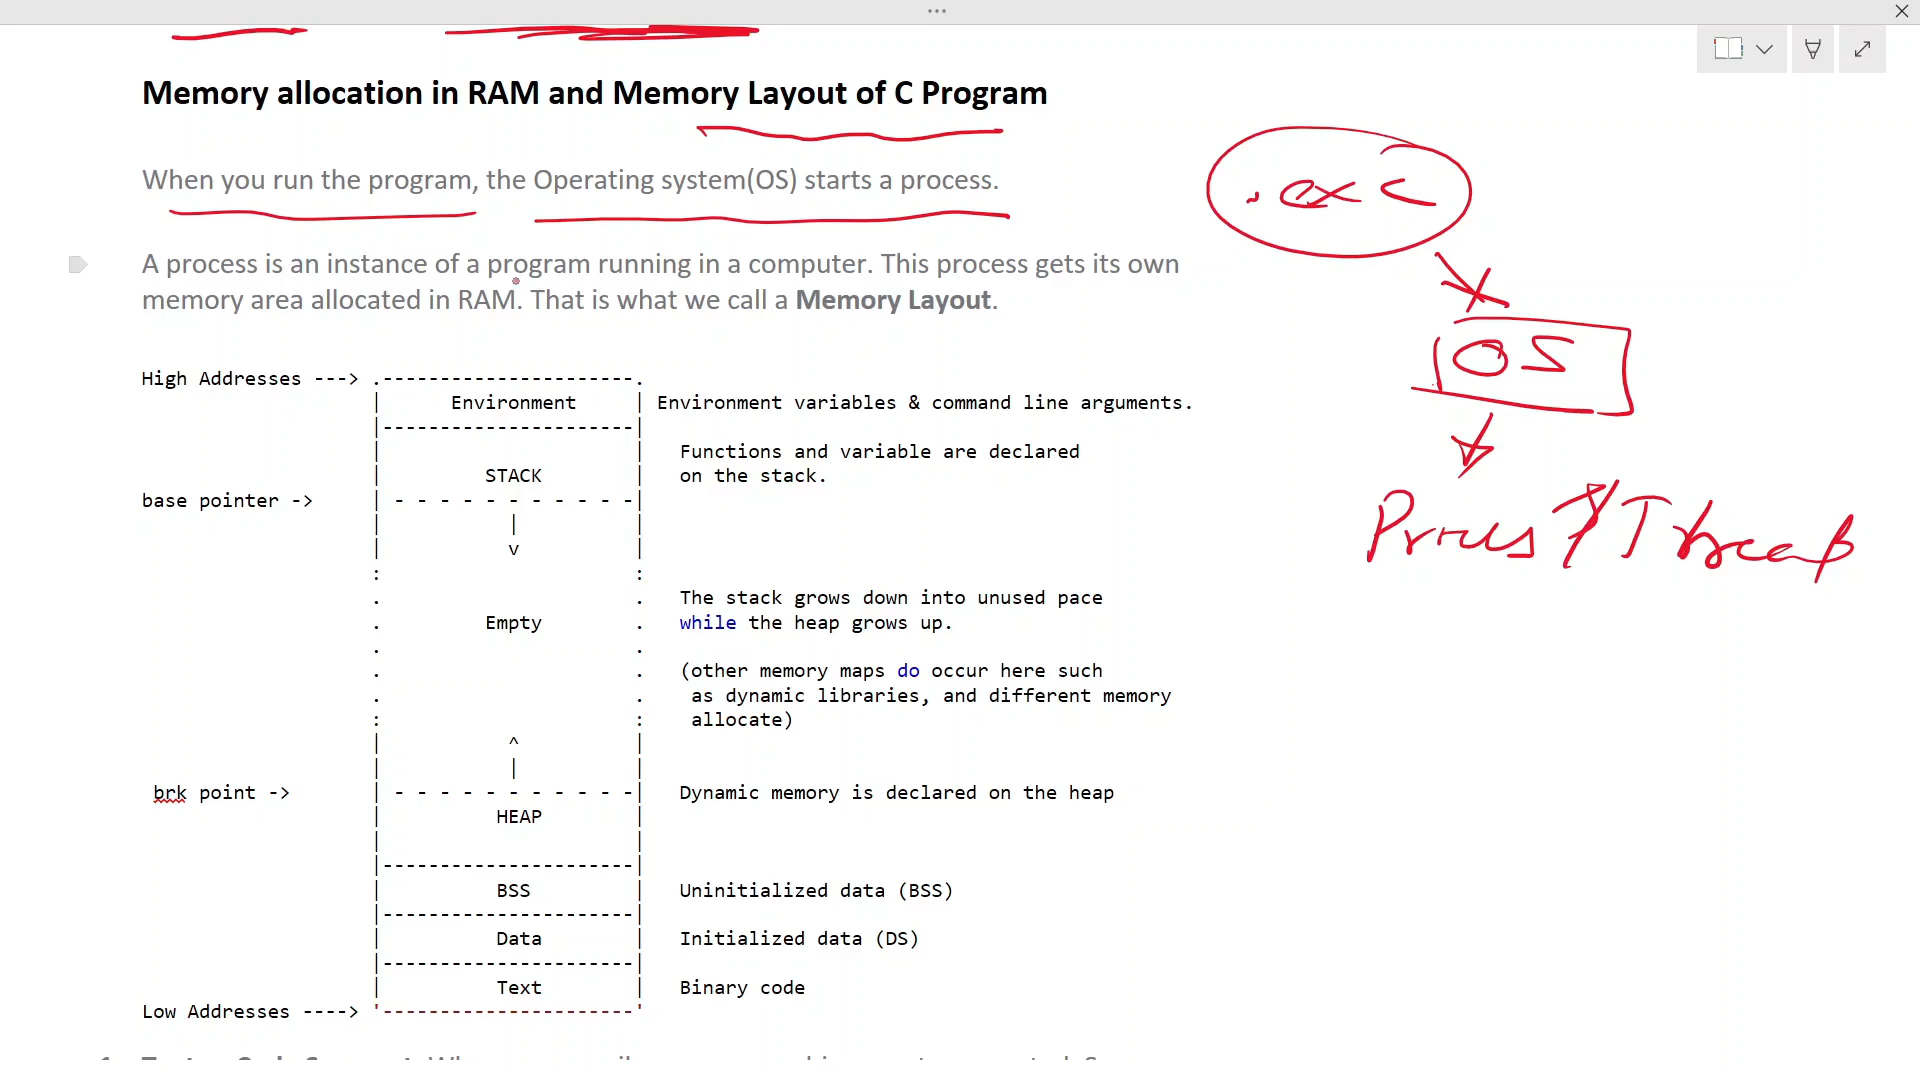 Memory allocation in RAM and Memory Layout of C Program
When you run the program, the Operating system(OS) starts a process.
A process is an instance of a program running in a computer. This process gets its own
memory area allocated in RAM. That is what we call a Memory Layout.
.exe
OS
Process / Thread
High Addresses ---> .----------------------.
| Environment | Environment variables & command line arguments.
|----------------------|
| | Functions and variable are declared
| STACK | on the stack.
base pointer -> | - - - - - - - - - - -|
| | |
| v |
: :
. . The stack grows down into unused pace
. Empty . while the heap grows up.
. .
. . (other memory maps do occur here such
. . as dynamic libraries, and different memory
: : allocate)
| ^ |
| | |
brk point -> | - - - - - - - - - - -| Dynamic memory is declared on the heap
| HEAP |
| |
|----------------------|
| BSS | Uninitialized data (BSS)
|----------------------|
| Data | Initialized data (DS)
|----------------------|
| Text | Binary code
Low Addresses ----> '----------------------'